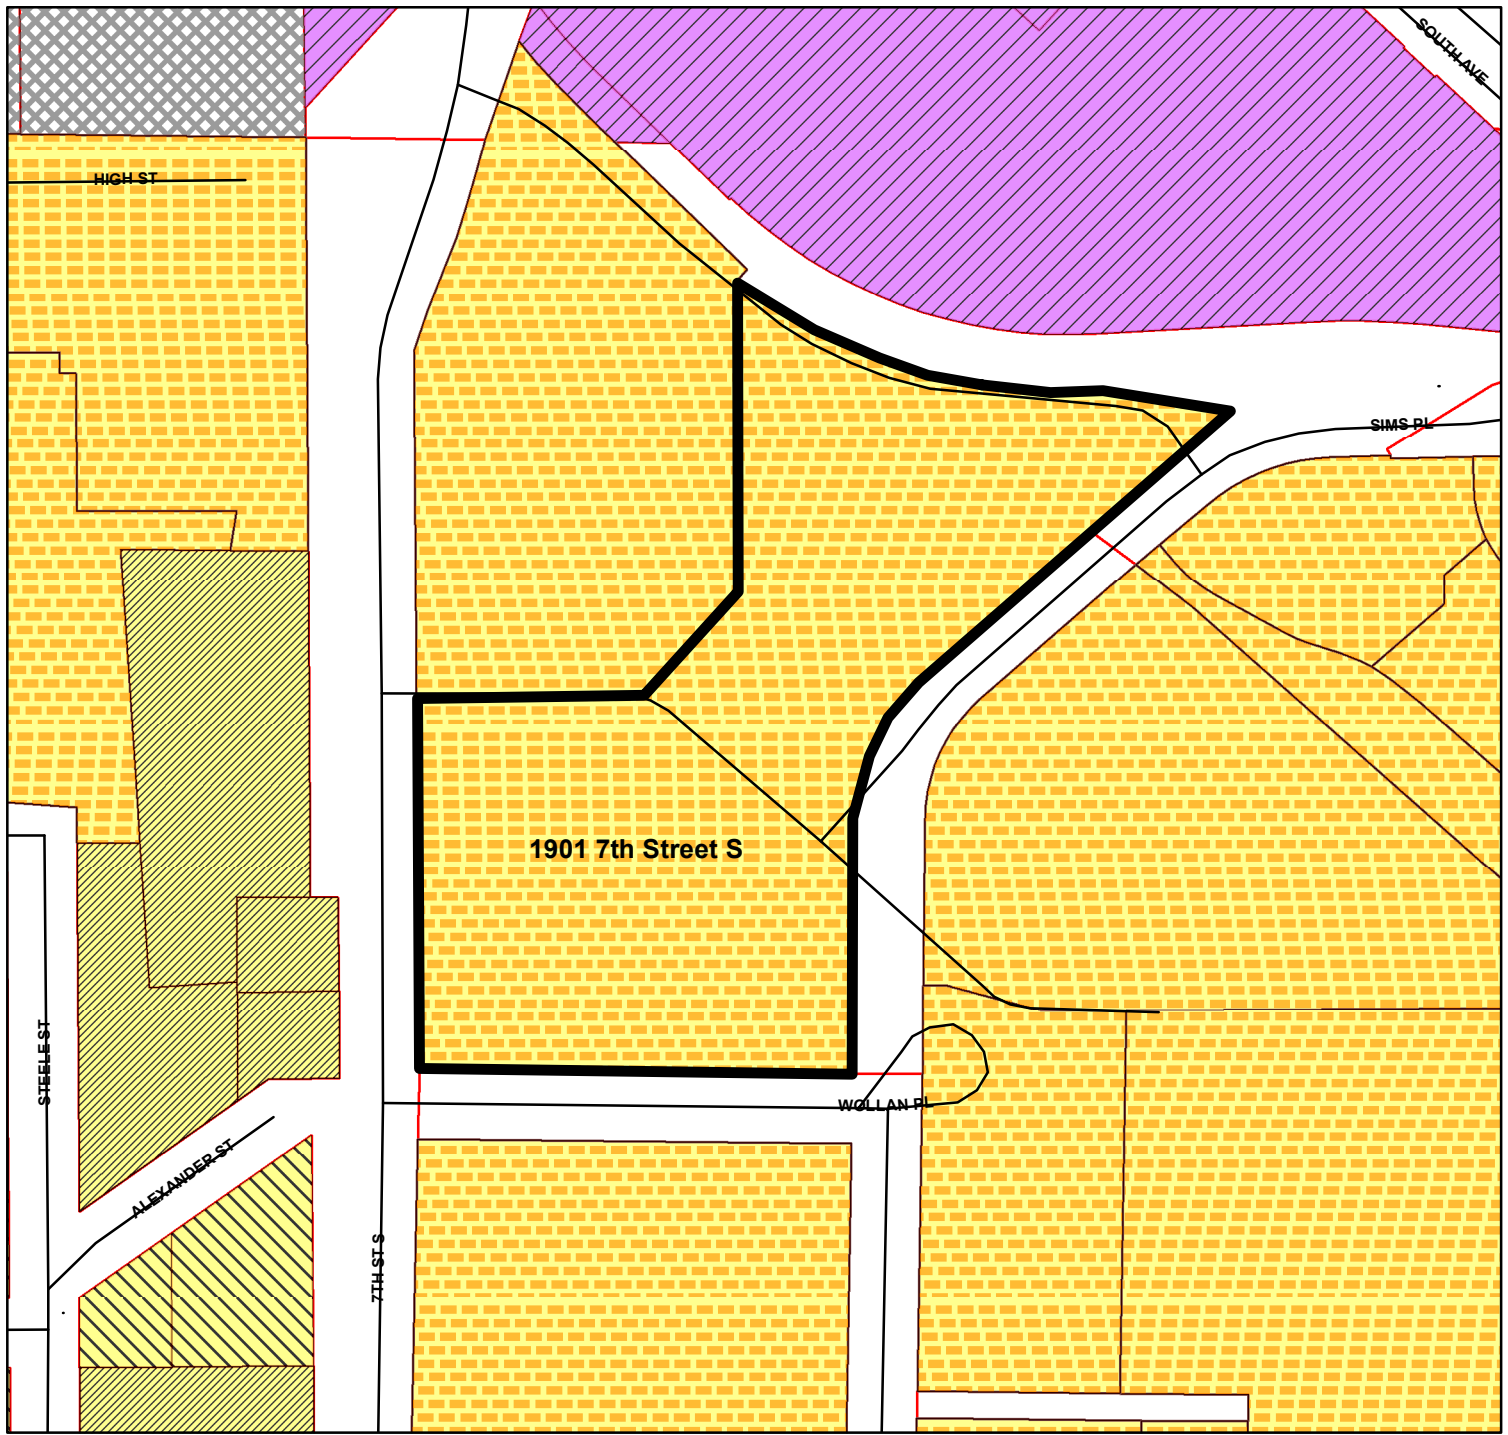 SOUTH AVE
HIGH ST
SIMS PL
1901 7th Street S
STEELE ST
WOLLAN PL
ALEXANDER ST
7TH ST S